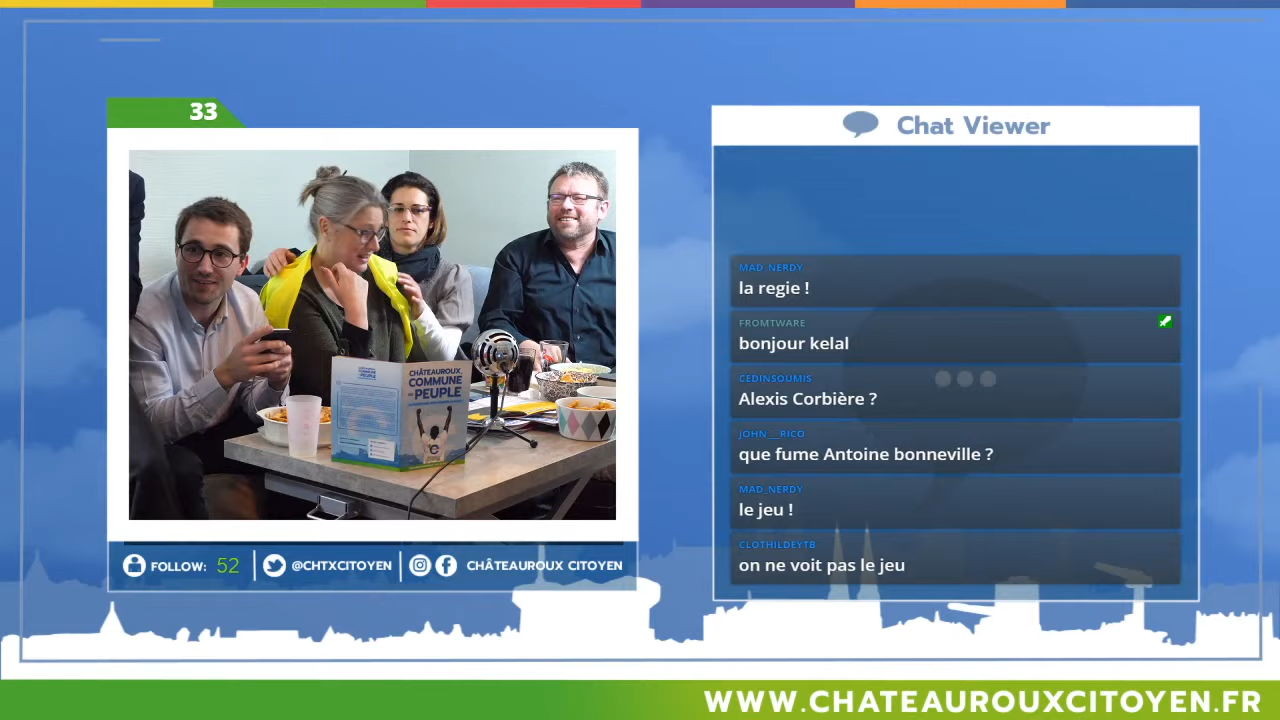 33
CHÂTEAUROUX,
COMMUNE
DU PEUPLE
FOLLOW: 52
@CHTXCITOYEN
CHÂTEAUROUX CITOYEN
Chat Viewer
MAD_NERDY
la regie !
FROMTWARE
bonjour kelal
CEDINSOUMIS
Alexis Corbière ?
JOHN__RICO
que fume Antoine bonneville ?
MAD_NERDY
le jeu !
CLOTHILDEYTB
on ne voit pas le jeu
WWW.CHATEAUROUXCITOYEN.FR